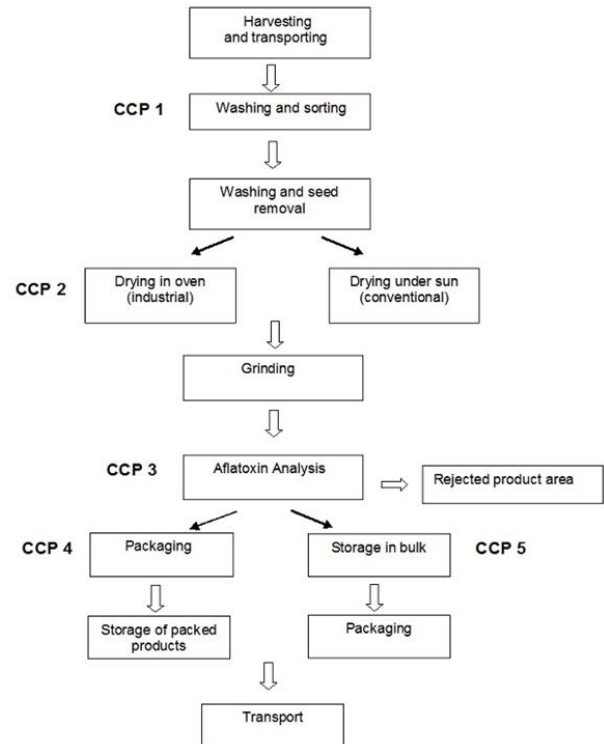 Harvesting
and transporting
CCP 1
Washing and sorting
Washing and seed
removal
CCP 2
Drying in oven
(industrial)
Drying under sun
(conventional)
Grinding
CCP 3
Aflatoxin Analysis
Rejected product area
CCP 4
Packaging
Storage in bulk
CCP 5
Storage of packed
products
Packaging
Transport